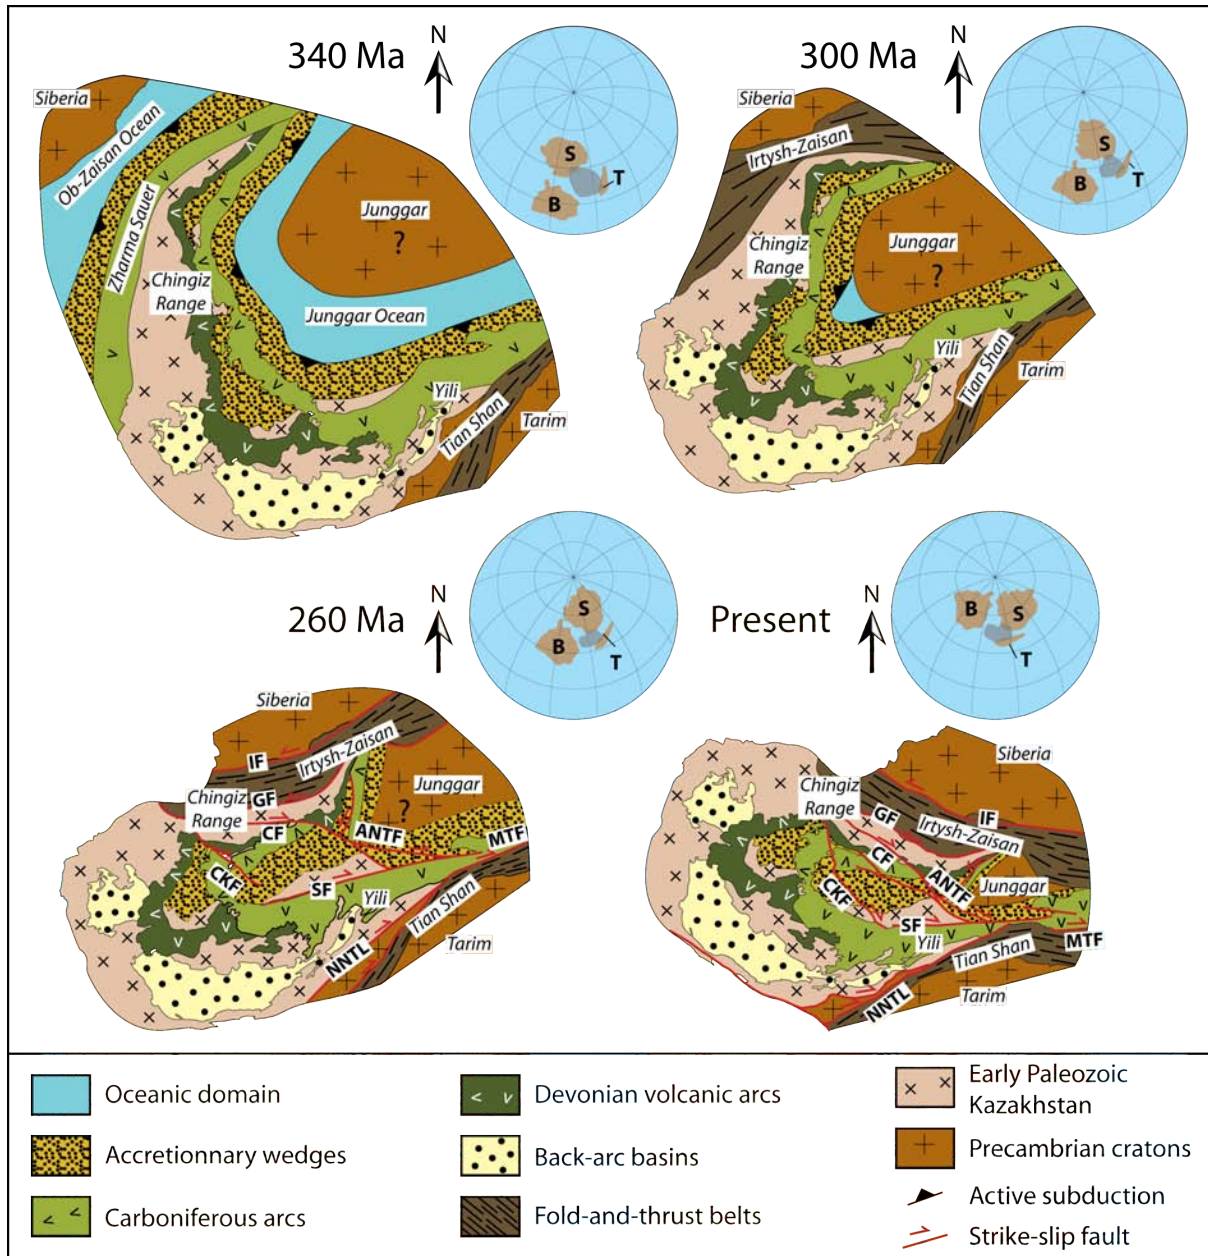 340 Ma
N
Siberia
Ob-Zaisan Ocean
Zharma Sauer
Chingiz
Range
Junggar
?
Junggar Ocean
Yili
Tian Shan
Tarim
S
T
B
300 Ma
N
Siberia
Irtysh-Zaisan
Chingiz
Range
Junggar
?
Yili
Tian Shan
Tarim
S
T
B
260 Ma
N
Siberia
IF
Irtysh-Zaisan
GF
Chingiz
Range
CF
Junggar
?
ANTF
MTF
CKF
SF
Yili
NNTL
Tian Shan
Tarim
S
B
T
Present
N
Siberia
Chingiz
Range
GF
IF
Irtysh-Zaisan
CF
ANTF
Junggar
CKF
SF
Yili
MTF
Tian Shan
NNTL
Tarim
B
S
T
Oceanic domain
Accretionnary wedges
Carboniferous arcs
Devonian volcanic arcs
Back-arc basins
Fold-and-thrust belts
Early Paleozoic
Kazakhstan
Precambrian cratons
Active subduction
Strike-slip fault